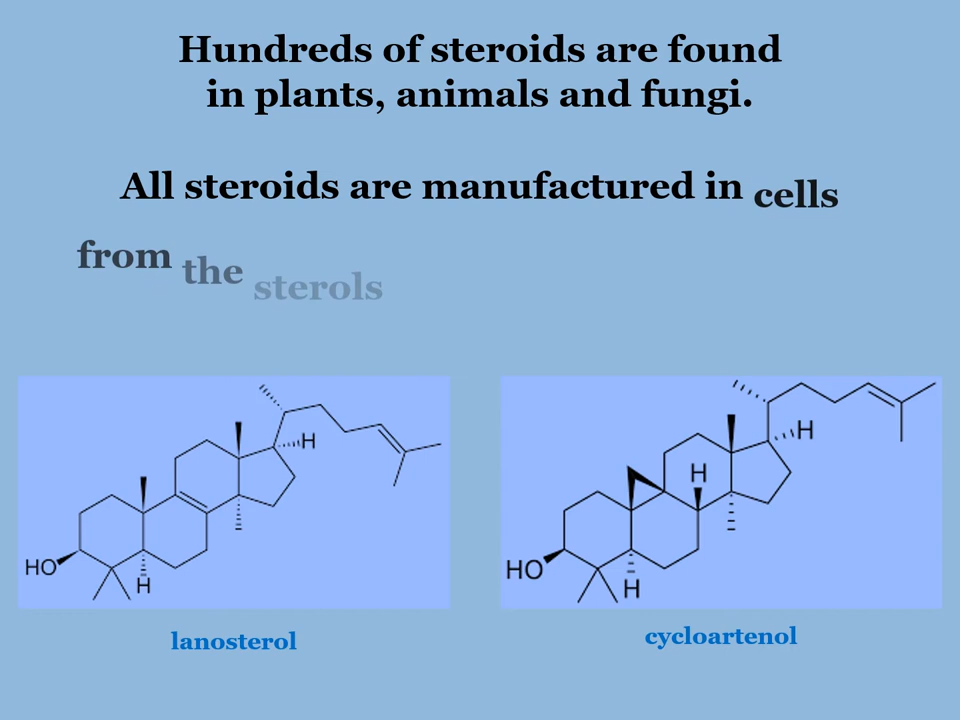 Hundreds of steroids are found
in plants, animals and fungi.
All steroids are manufactured in cells
from the sterols
H
H
H
HO
HO
H
H
lanosterol
cycloartenol